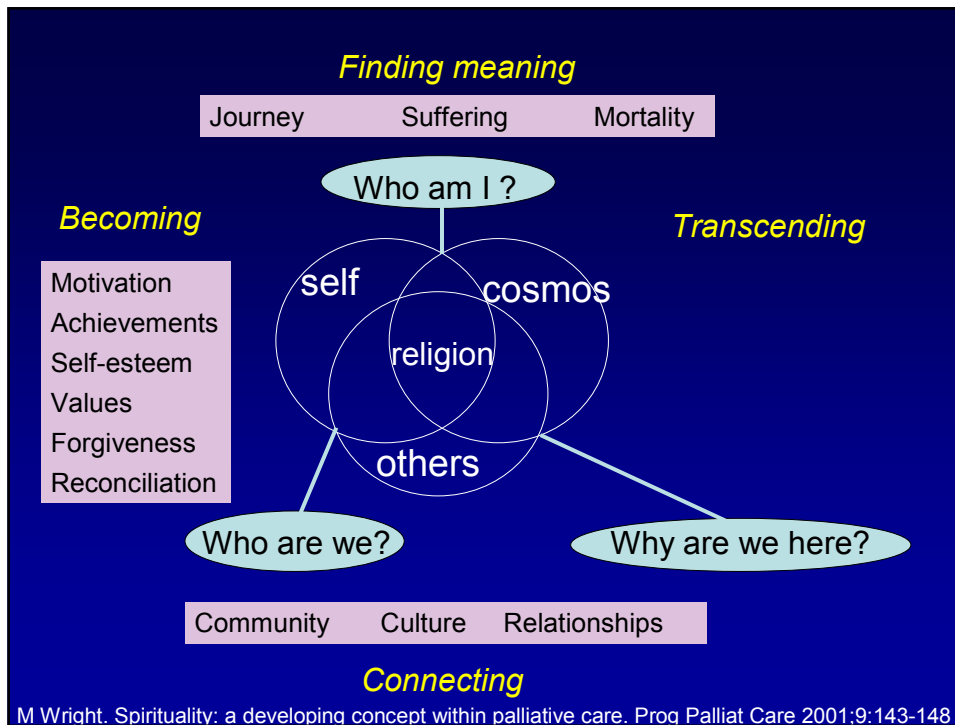 Finding meaning
Journey Suffering Mortality
Who am I ?
Becoming
Transcending
Motivation
Achievements
Self-esteem
Values
Forgiveness
Reconciliation
self
cosmos
religion
others
Who are we?
Why are we here?
Community Culture Relationships
Connecting
M Wright. Spirituality: a developing concept within palliative care. Prog Palliat Care 2001:9:143-148